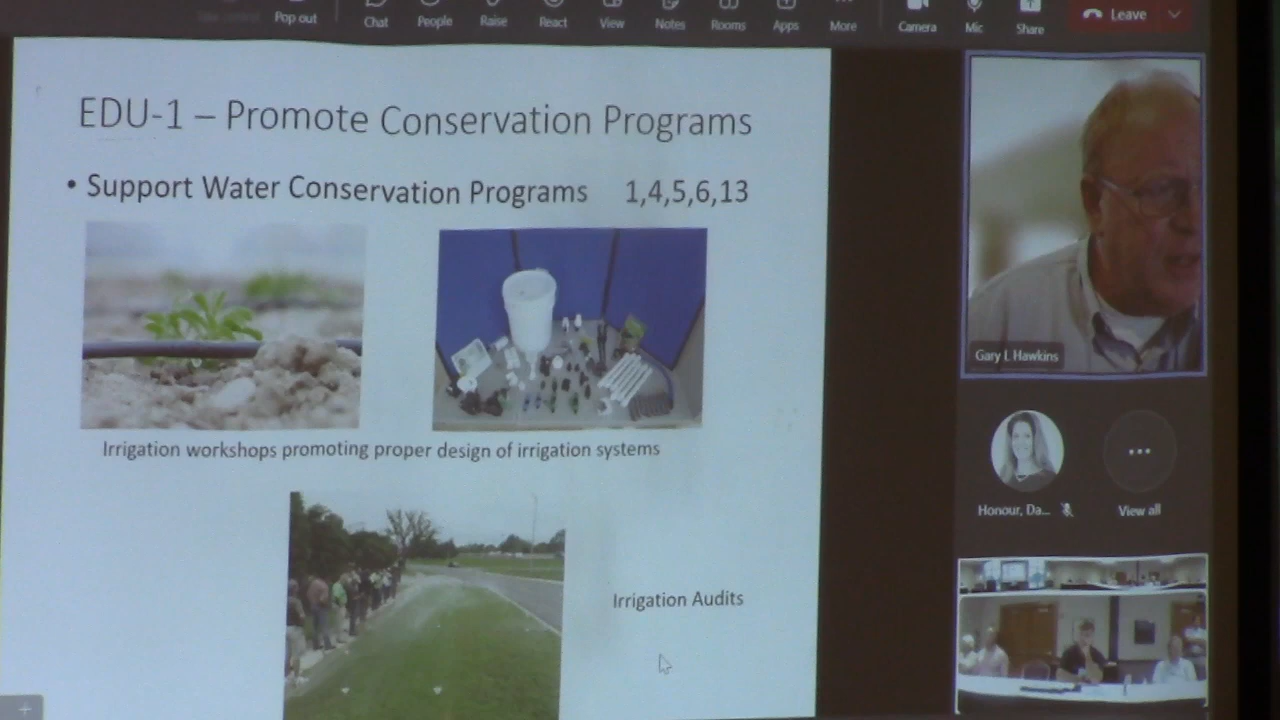 Pop out
Chat
People
Raise
React
View
Notes
Rooms
Apps
More
Camera
Mic
Share
Leave
EDU-1 – Promote Conservation Programs
• Support Water Conservation Programs 1,4,5,6,13
Irrigation workshops promoting proper design of irrigation systems
Irrigation Audits
Gary L Hawkins
Honour, Da...
View all